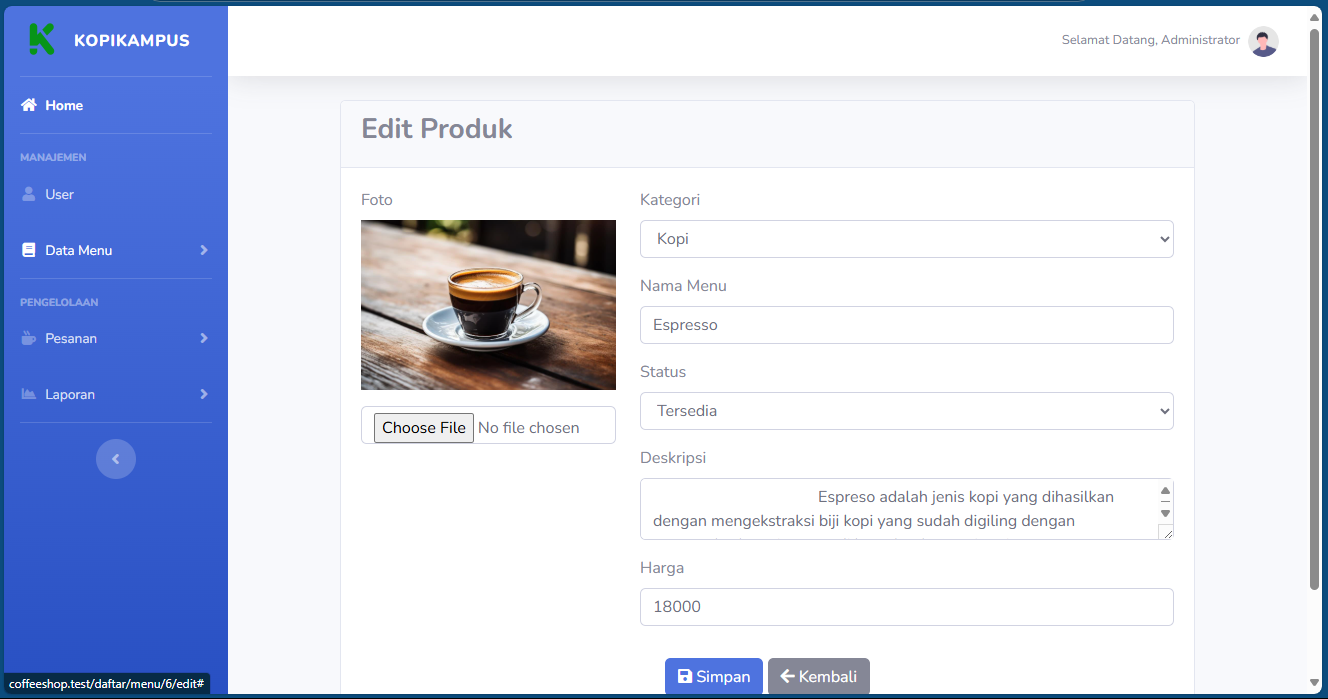 KOPIKAMPUS
Selamat Datang, Administrator
Home
MANAJEMEN
User
Data Menu
PENGELOLAAN
Pesanan
Laporan
Edit Produk
Foto
Choose File No file chosen
Kategori
Kopi
Nama Menu
Espresso
Status
Tersedia
Deskripsi
Espreso adalah jenis kopi yang dihasilkan
dengan mengekstraksi biji kopi yang sudah digiling dengan
Harga
18000
Simpan
Kembali
coffeeshop.test/daftar/menu/6/edit#